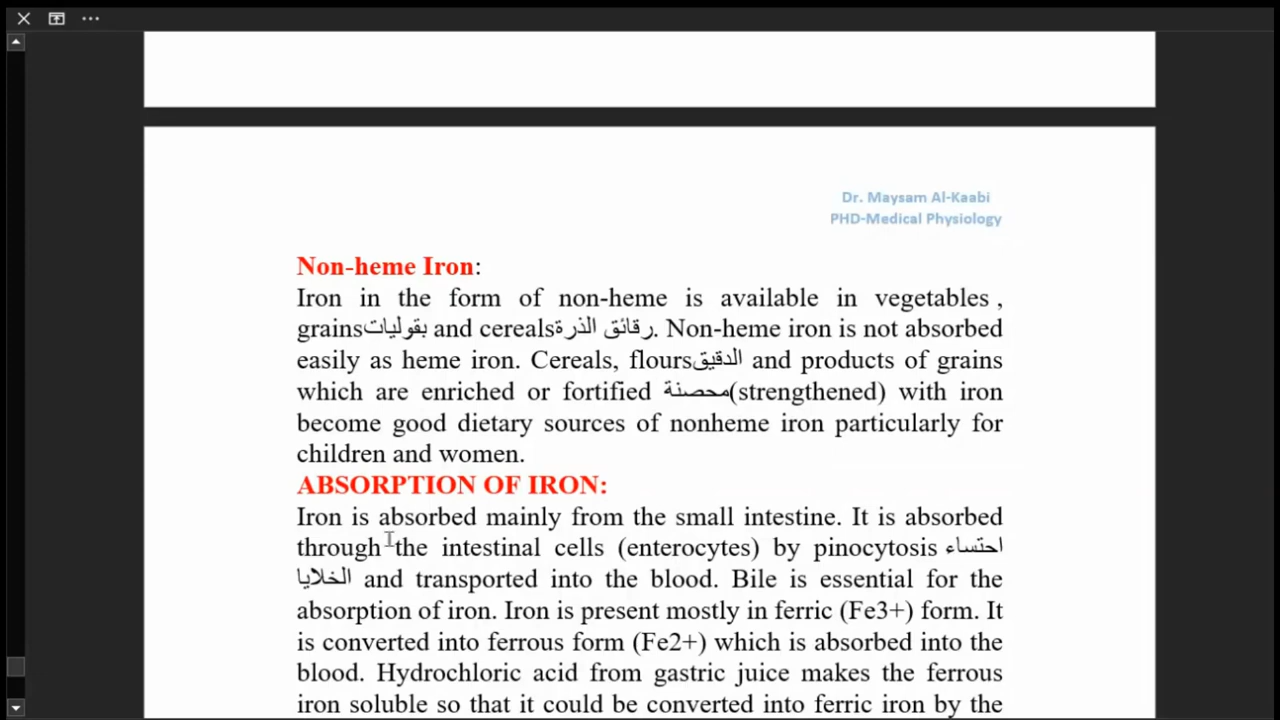 Dr. Maysam Al-Kaabi
PHD-Medical Physiology
Non-heme Iron:
Iron in the form of non-heme is available in vegetables ,
grainsبقوليات and cerealsرقائق الذرة. Non-heme iron is not absorbed
easily as heme iron. Cereals, floursالدقيق and products of grains
which are enriched or fortified محصنة(strengthened) with iron
become good dietary sources of nonheme iron particularly for
children and women.
ABSORPTION OF IRON:
Iron is absorbed mainly from the small intestine. It is absorbed
through the intestinal cells (enterocytes) by pinocytosis احتساء
الخلايا and transported into the blood. Bile is essential for the
absorption of iron. Iron is present mostly in ferric (Fe3+) form. It
is converted into ferrous form (Fe2+) which is absorbed into the
blood. Hydrochloric acid from gastric juice makes the ferrous
iron soluble so that it could be converted into ferric iron by the